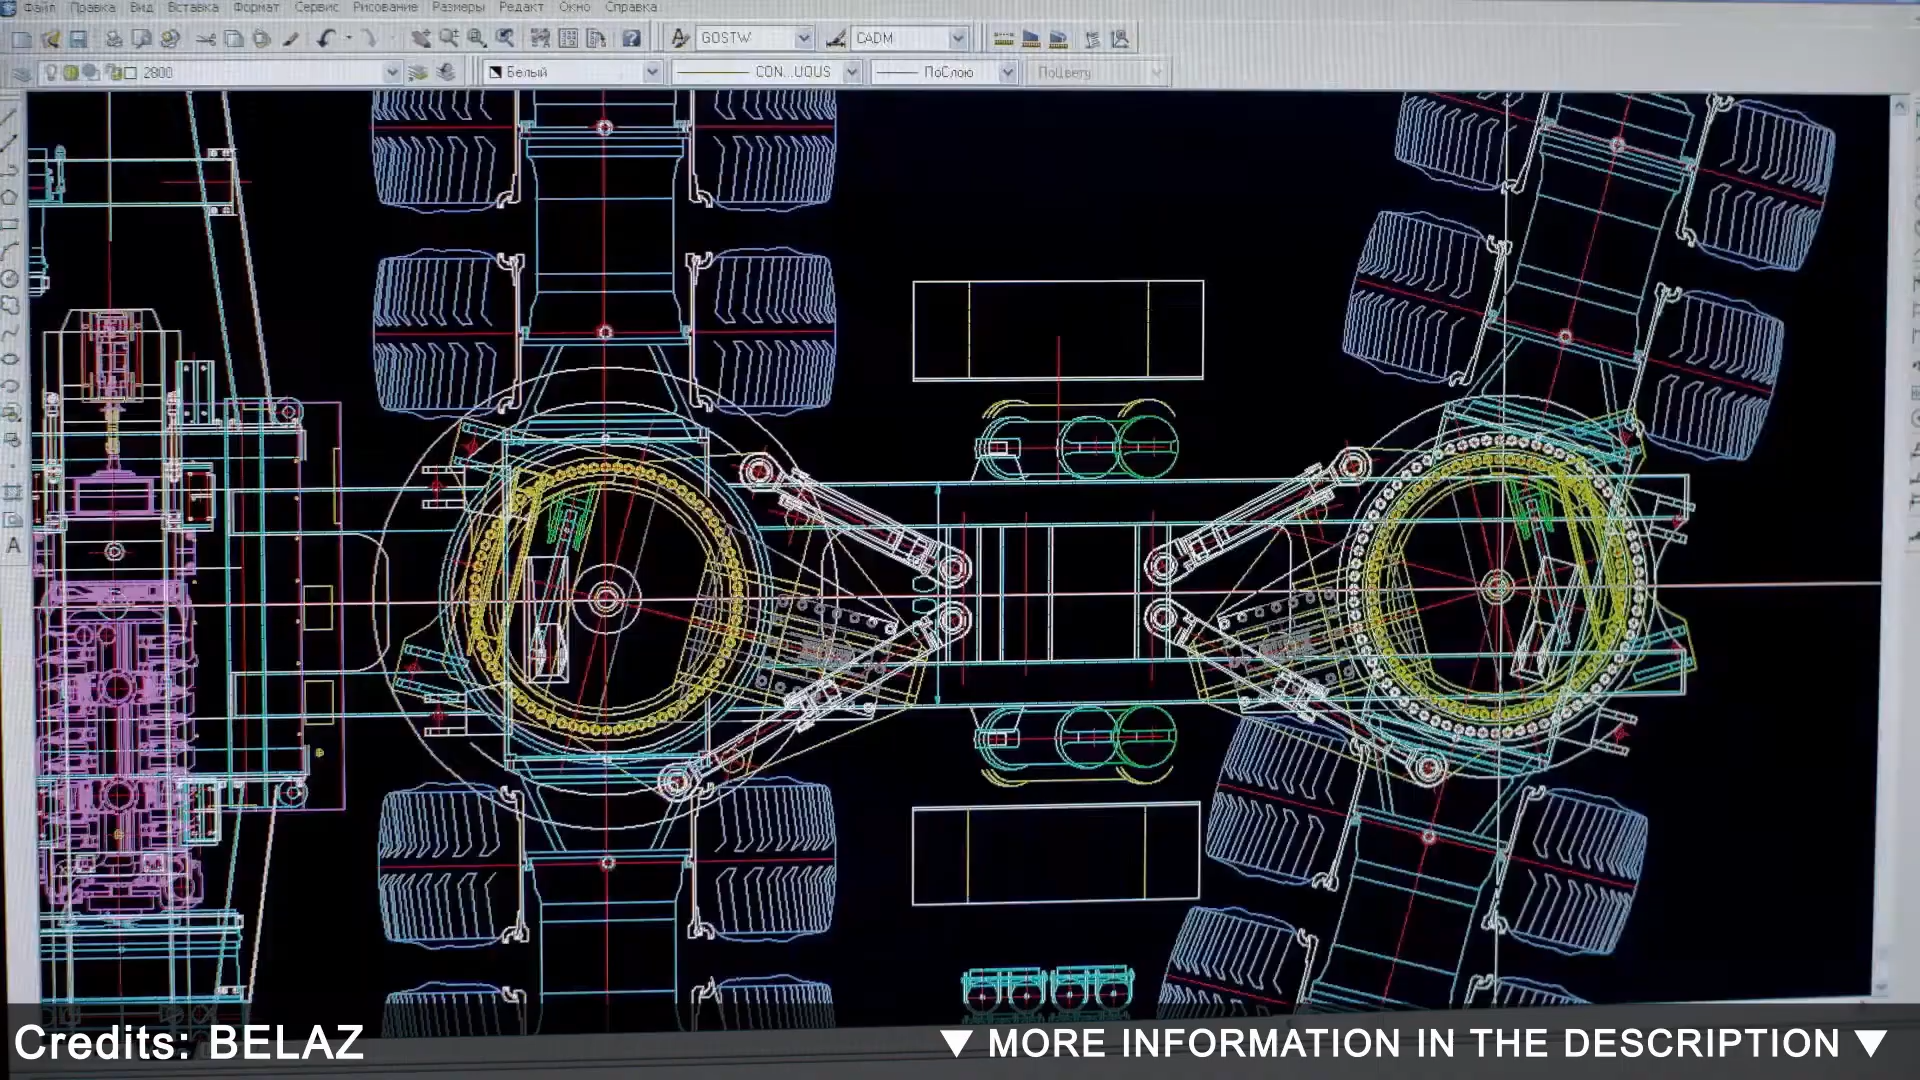 Файл Правка Вид Вставка Формат Сервис Рисование Размеры Редакт Окно Справка
GOSTW CADM
2800 Белый CON...UOUS ПоСлою ПоЦвету
A
Credits: BELAZ
▼ MORE INFORMATION IN THE DESCRIPTION ▼